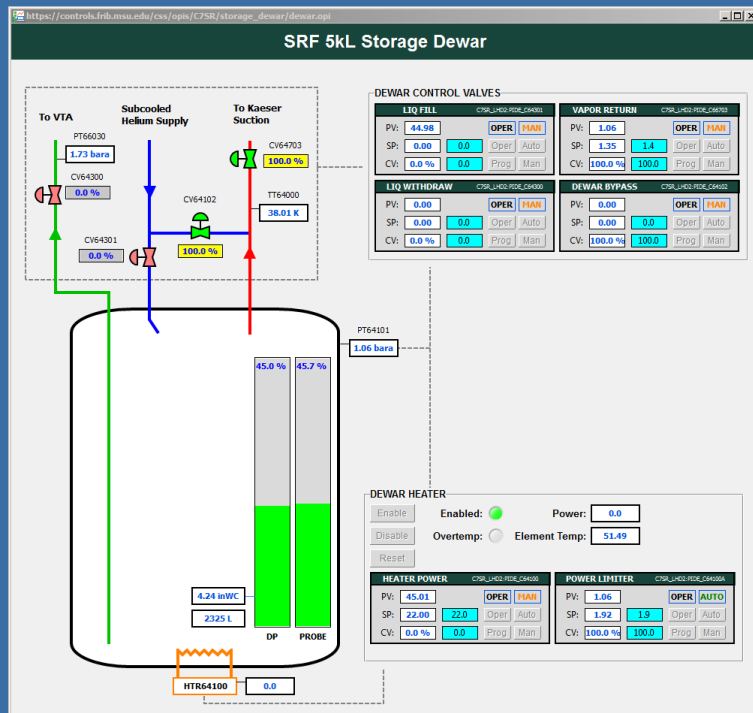 https://controls.frib.msu.edu/css/opis/C7SR/storage_dewar/dewar.opi
SRF 5kL Storage Dewar
To VTA
Subcooled
Helium Supply
To Kaeser
Suction
PT66030
1.73 bara
CV64300
0.0 %
CV64301
0.0 %
CV64102
100.0 %
CV64703
100.0 %
TT64000
38.01 K
PT64101
1.06 bara
45.0 %
45.7 %
4.24 inWC
2325 L
DP
PROBE
HTR64100
0.0
DEWAR CONTROL VALVES
LIQ FILL C7SR_LHD2:PIDE_C64301
PV: 44.98 OPER MAN
SP: 0.00 0.0 Oper Auto
CV: 0.0 % 0.0 Prog Man
VAPOR RETURN C7SR_LHD2:PIDE_C66703
PV: 1.06 OPER MAN
SP: 1.35 1.4 Oper Auto
CV: 100.0 % 100.0 Prog Man
LIQ WITHDRAW C7SR_LHD2:PIDE_C64300
PV: 0.00 OPER MAN
SP: 0.00 0.0 Oper Auto
CV: 0.0 % 0.0 Prog Man
DEWAR BYPASS C7SR_LHD2:PIDE_C64102
PV: 0.00 OPER MAN
SP: 0.00 0.0 Oper Auto
CV: 100.0 % 100.0 Prog Man
DEWAR HEATER
Enable Enabled: Power: 0.0
Disable Overtemp: Element Temp: 51.49
Reset
HEATER POWER C7SR_LHD2:PIDE_C64100
PV: 45.01 OPER MAN
SP: 22.00 22.0 Oper Auto
CV: 0.0 % 0.0 Prog Man
POWER LIMITER C7SR_LHD2:PIDE_C64100A
PV: 1.06 OPER AUTO
SP: 1.92 1.9 Oper Auto
CV: 100.0 % 100.0 Prog Man